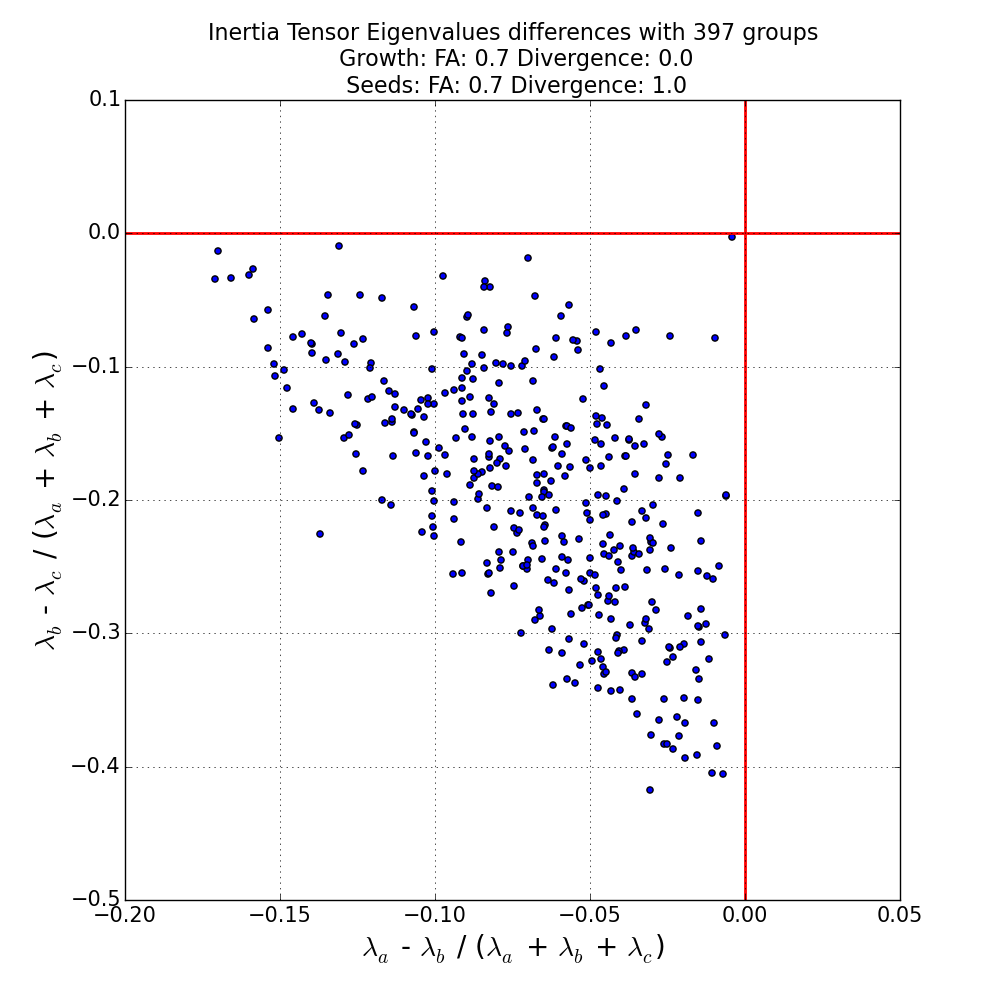 Inertia Tensor Eigenvalues differences with 397 groups
Growth: FA: 0.7 Divergence: 0.0
Seeds: FA: 0.7 Divergence: 1.0
0.1
0.0
−0.1
−0.2
−0.3
−0.4
−0.5
λb - λc / (λa + λb + λc)
−0.20
−0.15
−0.10
−0.05
0.00
0.05
λa - λb / (λa + λb + λc)